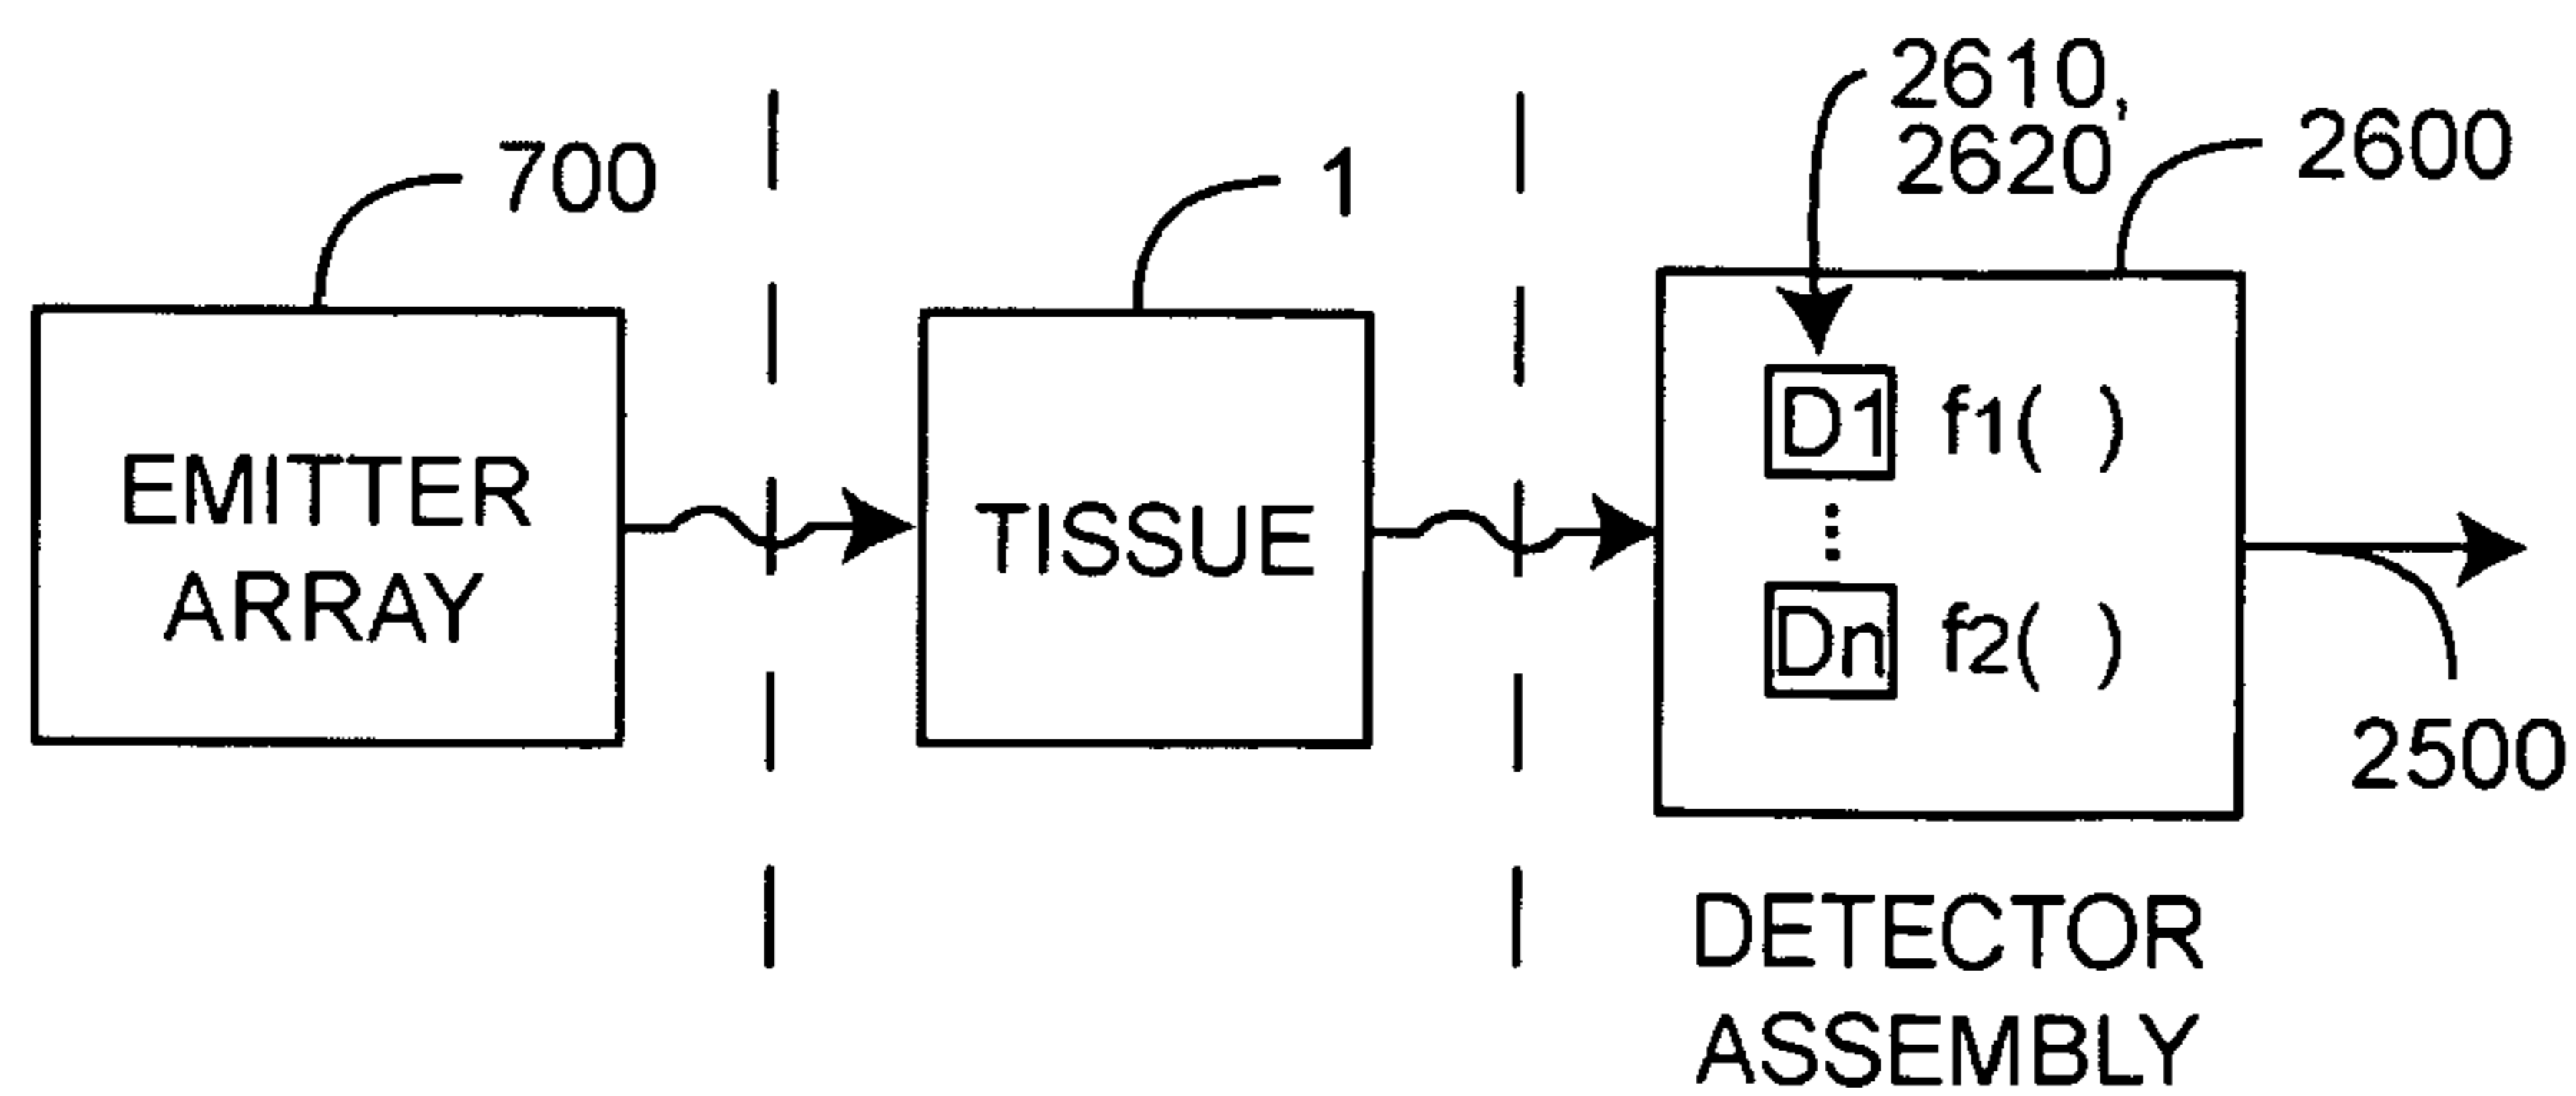 2610,
2620
2600
700
1
EMITTER
ARRAY
TISSUE
D1 f1( )
Dn f2( )
2500
DETECTOR
ASSEMBLY